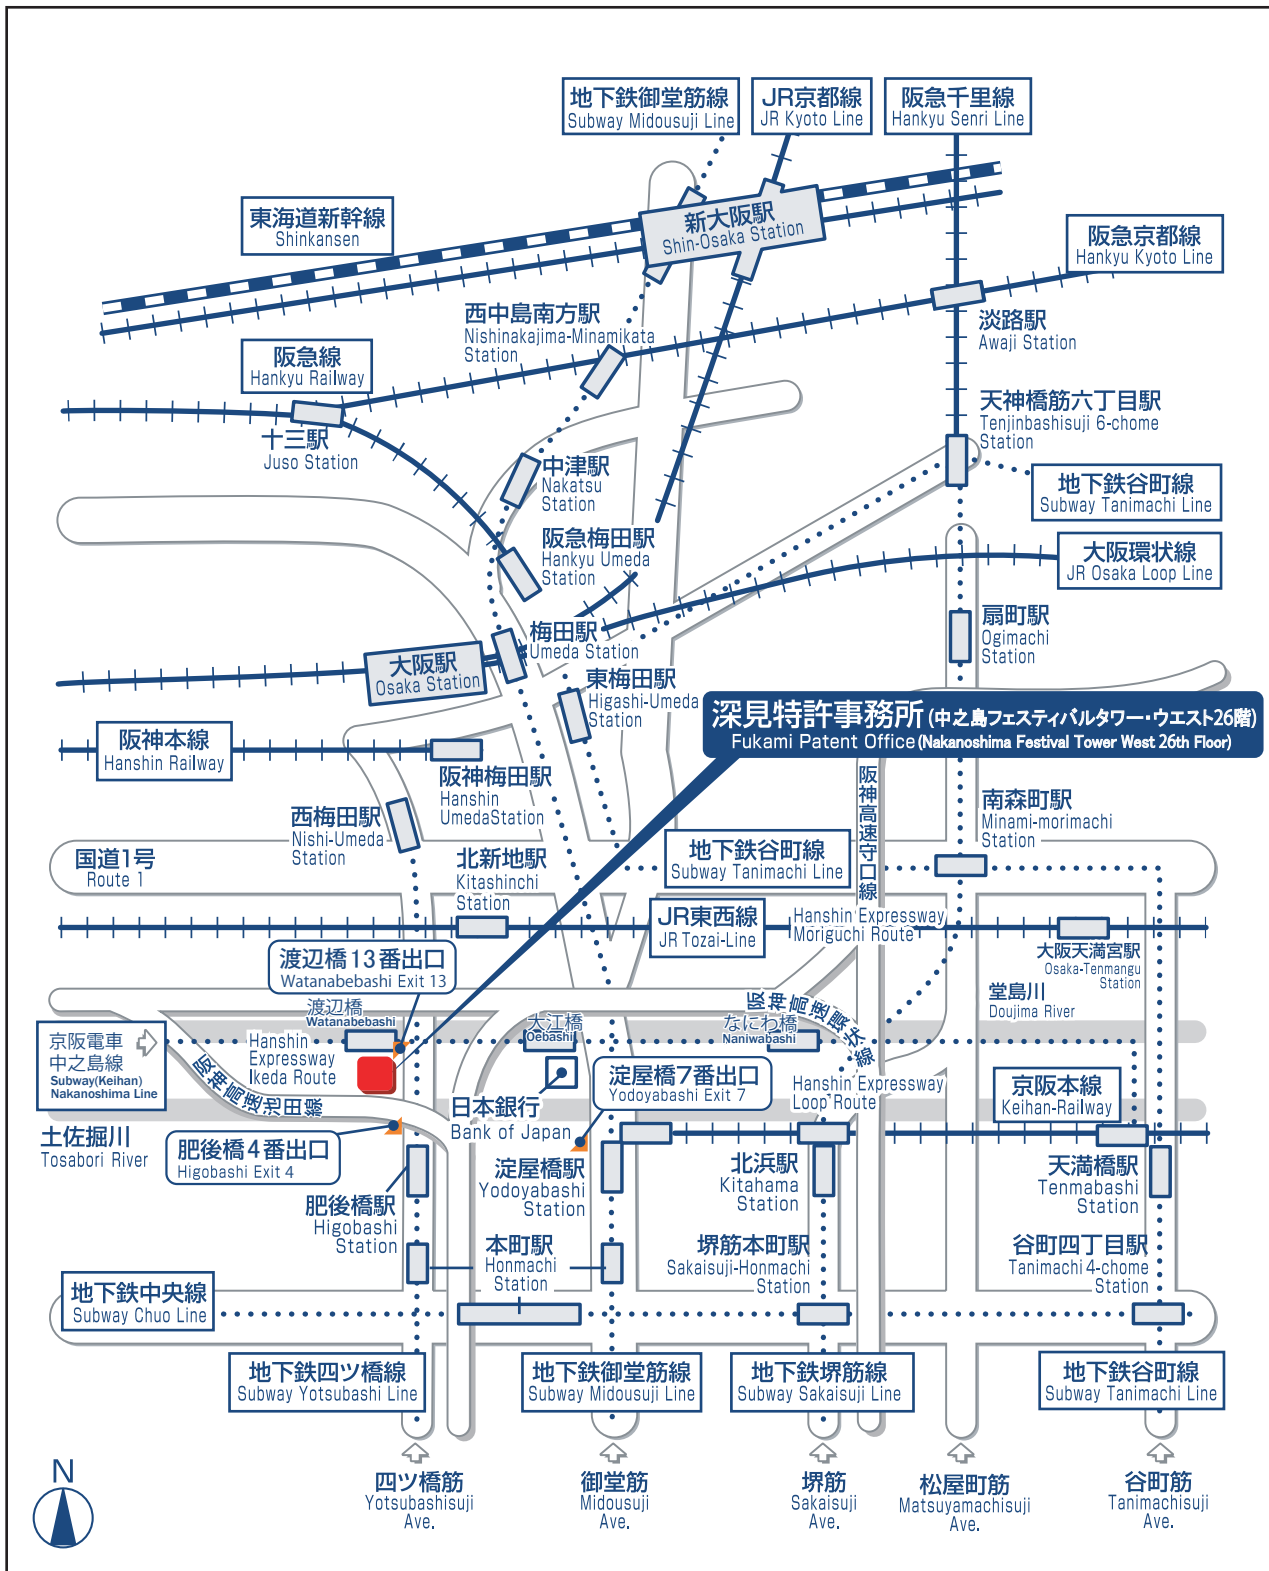 地下鉄御堂筋線
Subway Midousuji Line
JR京都線
JR Kyoto Line
阪急千里線
Hankyu Senri Line
東海道新幹線
Shinkansen
新大阪駅
Shin-Osaka Station
阪急京都線
Hankyu Kyoto Line
西中島南方駅
Nishinakajima-Minamikata
Station
淡路駅
Awaji Station
阪急線
Hankyu Railway
十三駅
Juso Station
天神橋筋六丁目駅
Tenjinbashisuji 6-chome
Station
中津駅
Nakatsu
Station
地下鉄谷町線
Subway Tanimachi Line
阪急梅田駅
Hankyu Umeda
Station
大阪環状線
JR Osaka Loop Line
扇町駅
Ogimachi
Station
梅田駅
Umeda Station
大阪駅
Osaka Station
東梅田駅
Higashi-Umeda
Station
深見特許事務所(中之島フェスティバルタワー・ウエスト26階)
Fukami Patent Office(Nakanoshima Festival Tower West 26th Floor)
阪神本線
Hanshin Railway
阪神梅田駅
Hanshin
UmedaStation
西梅田駅
Nishi-Umeda
Station
阪神高速守口線
南森町駅
Minami-morimachi
Station
国道1号
Route 1
北新地駅
Kitashinchi
Station
地下鉄谷町線
Subway Tanimachi Line
JR東西線
JR Tozai-Line
Hanshin Expressway
Moriguchi Route
大阪天満宮駅
Osaka-Tenmangu
Station
渡辺橋13番出口
Watanabebashi Exit 13
堂島川
Doujima River
渡辺橋
Watanabebashi
大江橋
Oebashi
なにわ橋
Naniwabashi
阪神高速環状線
京阪電車
中之島線
Subway(Keihan)
Nakanoshima Line
Hanshin
Expressway
Ikeda Route
阪神高速池田線
日本銀行
Bank of Japan
淀屋橋7番出口
Yodoyabashi Exit 7
Hanshin Expressway
Loop Route
京阪本線
Keihan-Railway
土佐掘川
Tosabori River
肥後橋4番出口
Higobashi Exit 4
肥後橋駅
Higobashi
Station
淀屋橋駅
Yodoyabashi
Station
北浜駅
Kitahama
Station
天満橋駅
Tenmabashi
Station
本町駅
Honmachi
Station
堺筋本町駅
Sakaisuji-Honmachi
Station
谷町四丁目駅
Tanimachi 4-chome
Station
地下鉄中央線
Subway Chuo Line
地下鉄四ツ橋線
Subway Yotsubashi Line
地下鉄御堂筋線
Subway Midousuji Line
地下鉄堺筋線
Subway Sakaisuji Line
地下鉄谷町線
Subway Tanimachi Line
N
四ツ橋筋
Yotsubashisuji
Ave.
御堂筋
Midousuji
Ave.
堺筋
Sakaisuji
Ave.
松屋町筋
Matsuyamachisuji
Ave.
谷町筋
Tanimachisuji
Ave.